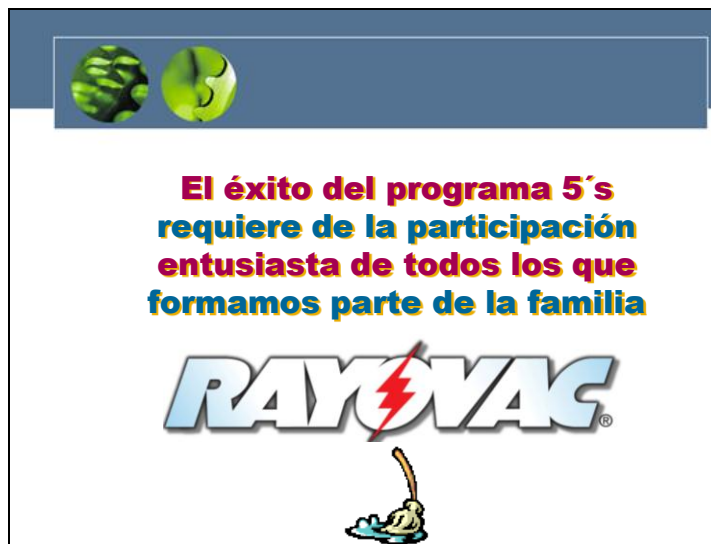 El éxito del programa 5´s
requiere de la participación
entusiasta de todos los que
formamos parte de la familia
RAYOVAC®